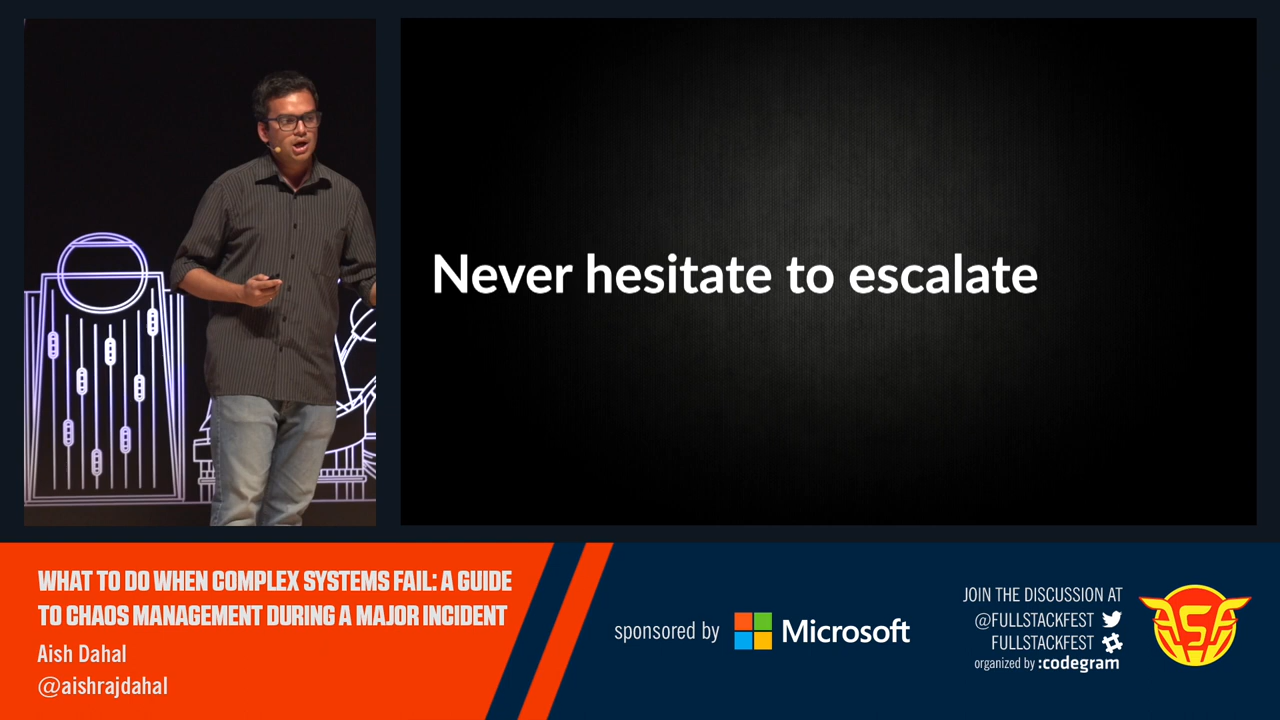 Never hesitate to escalate
WHAT TO DO WHEN COMPLEX SYSTEMS FAIL: A GUIDE
TO CHAOS MANAGEMENT DURING A MAJOR INCIDENT
Aish Dahal
@aishrajdahal
sponsored by Microsoft
JOIN THE DISCUSSION AT
@FULLSTACKFEST
FULLSTACKFEST
organized by :codegram
FSF